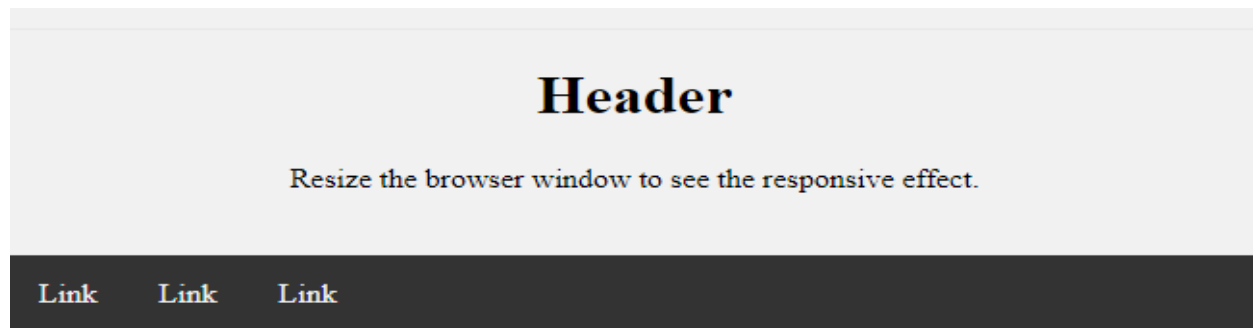 Header
Resize the browser window to see the responsive effect.
Link Link Link